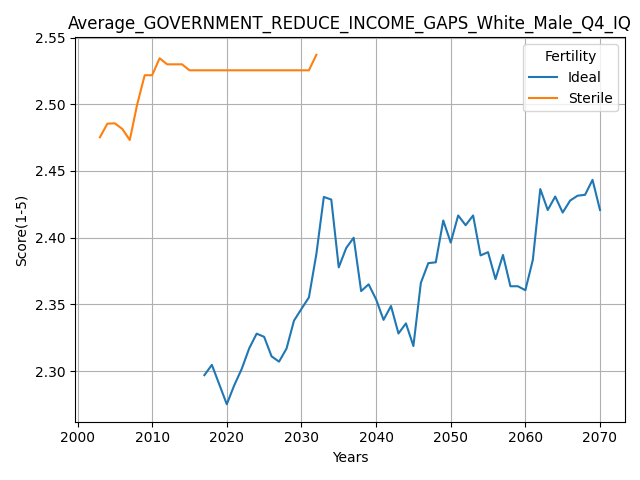 Average_GOVERNMENT_REDUCE_INCOME_GAPS_White_Male_Q4_IQ
Fertility
Ideal
Sterile
Score(1-5)
2.55
2.50
2.45
2.40
2.35
2.30
2000 2010 2020 2030 2040 2050 2060 2070
Years